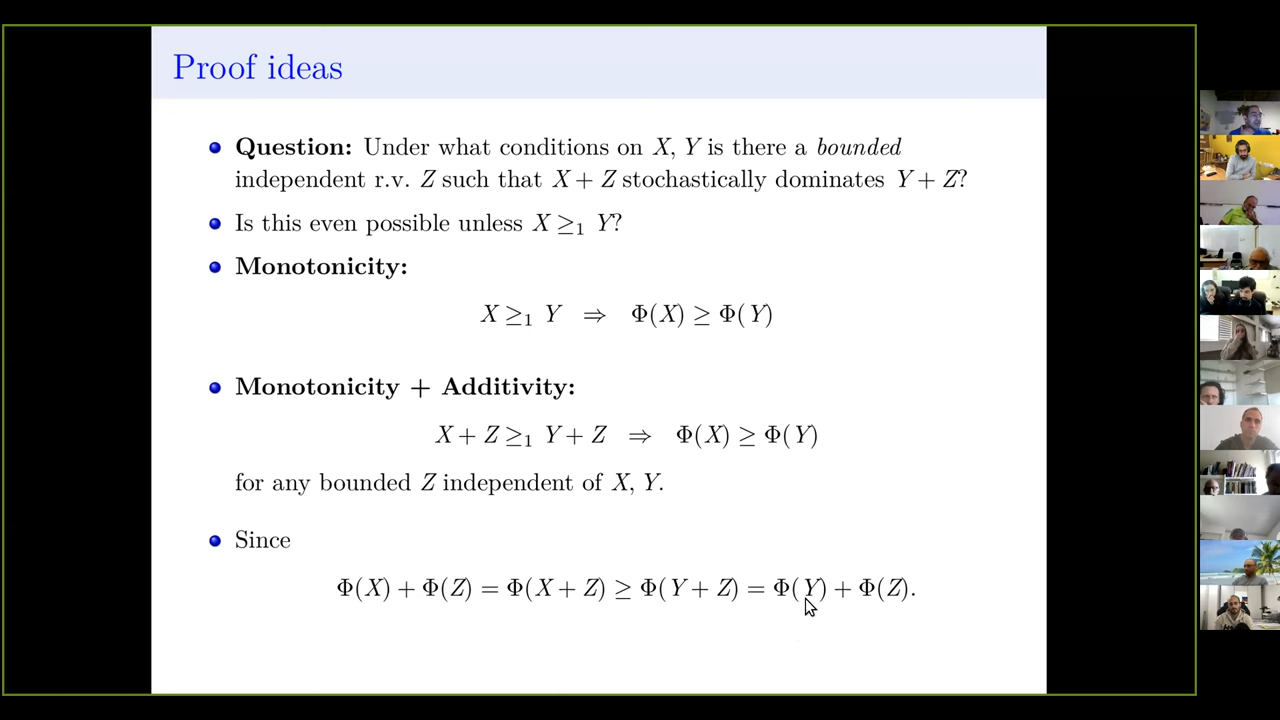 Proof ideas
Question: Under what conditions on X, Y is there a bounded
independent r.v. Z such that X + Z stochastically dominates Y + Z?
Is this even possible unless X ≥₁ Y?
Monotonicity:
X ≥₁ Y ⇒ Φ(X) ≥ Φ(Y)
Monotonicity + Additivity:
X + Z ≥₁ Y + Z ⇒ Φ(X) ≥ Φ(Y)
for any bounded Z independent of X, Y.
Since
Φ(X) + Φ(Z) = Φ(X + Z) ≥ Φ(Y + Z) = Φ(Y) + Φ(Z).